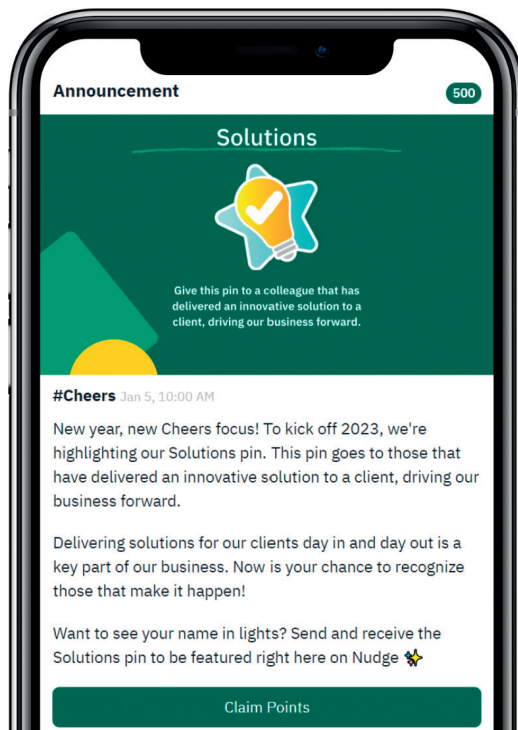 Announcement
500
Solutions
Give this pin to a colleague that has
delivered an innovative solution to a
client, driving our business forward.
#Cheers Jan 5, 10:00 AM
New year, new Cheers focus! To kick off 2023, we're
highlighting our Solutions pin. This pin goes to those that
have delivered an innovative solution to a client, driving our
business forward.
Delivering solutions for our clients day in and day out is a
key part of our business. Now is your chance to recognize
those that make it happen!
Want to see your name in lights? Send and receive the
Solutions pin to be featured right here on Nudge ✨
Claim Points